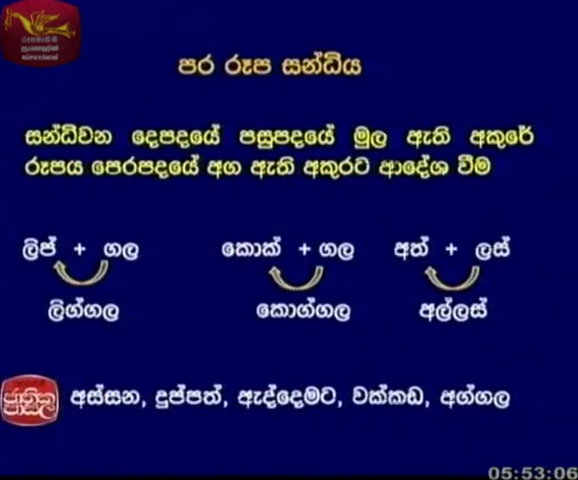 පර රූප සන්ධිය
සන්ධිවන දෙපදයේ පසුපදයේ මුල ඇති අකුරේ
රූපය පෙරපදයේ අග ඇති අකුරට ආදේශ වීම
ලිප් + ගල කොක් + ගල අත් + ලස්
ලිග්ගල කොග්ගල අල්ලස්
ජාතික
පාසල
අස්සන, දුප්පත්, ඇද්දෙමට, වක්කඩ, අග්ගල
05:53:06